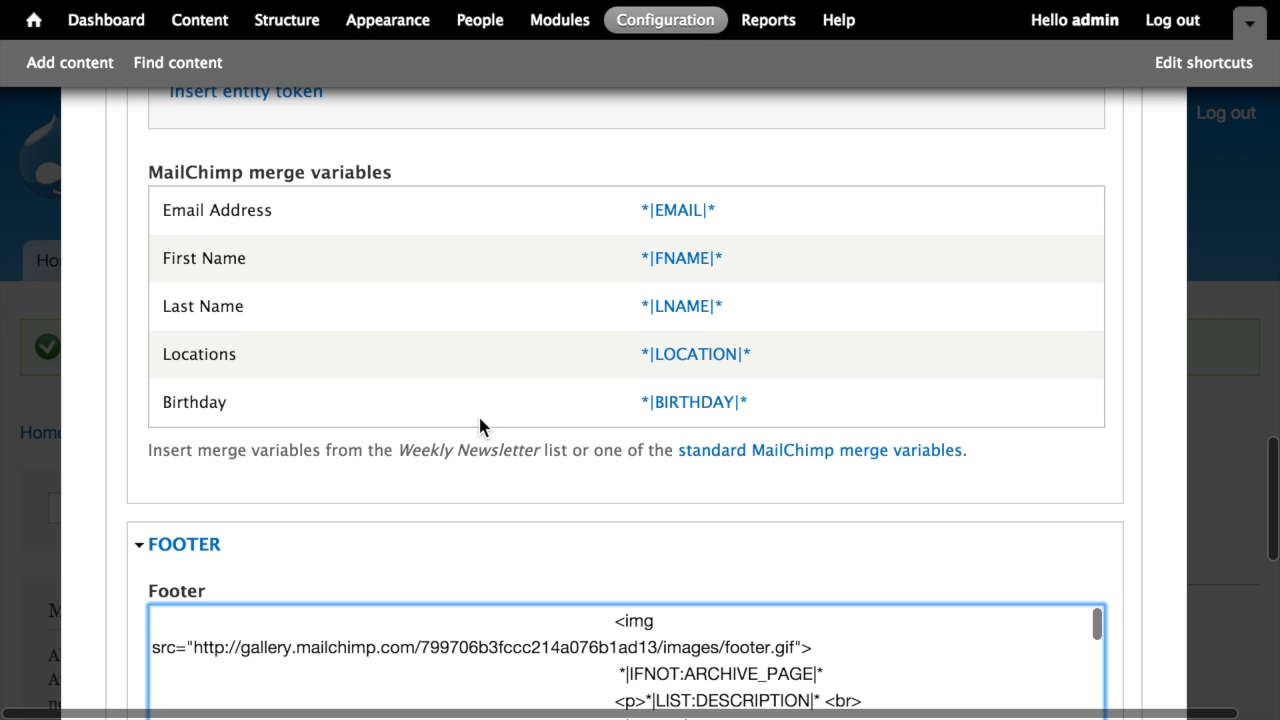 Dashboard Content Structure Appearance People Modules Configuration Reports Help Hello admin Log out
Add content Find content Edit shortcuts
Insert entity token
Log out
MailChimp merge variables
Email Address *|EMAIL|*
First Name *|FNAME|*
Last Name *|LNAME|*
Locations *|LOCATION|*
Birthday *|BIRTHDAY|*
Home
Insert merge variables from the Weekly Newsletter list or one of the standard MailChimp merge variables.
FOOTER
Footer
<img
src="http://gallery.mailchimp.com/799706b3fccc214a076b1ad13/images/footer.gif">
*|IFNOT:ARCHIVE_PAGE|*
<p>*|LIST:DESCRIPTION|* <br>